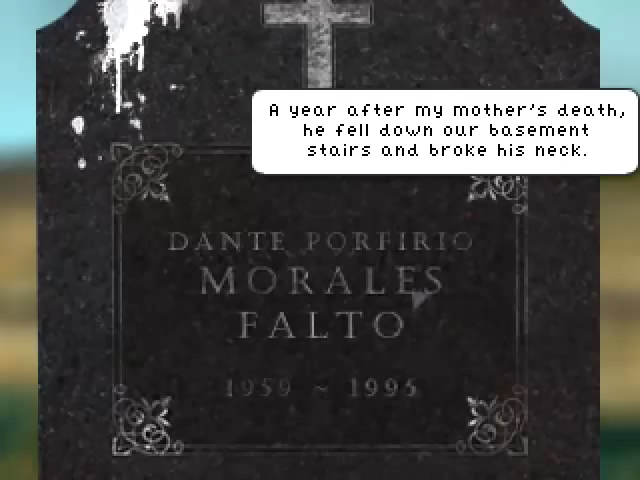 A year after my mother's death,
he fell down our basement
stairs and broke his neck.
DANTE PORFIRIO
MORALES
FALTO
1959 ~ 1995